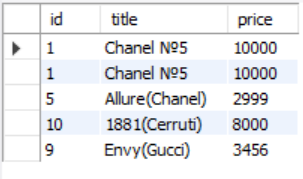 id title price
1 Chanel №5 10000
1 Chanel №5 10000
5 Allure(Chanel) 2999
10 1881(Cerruti) 8000
9 Envy(Gucci) 3456